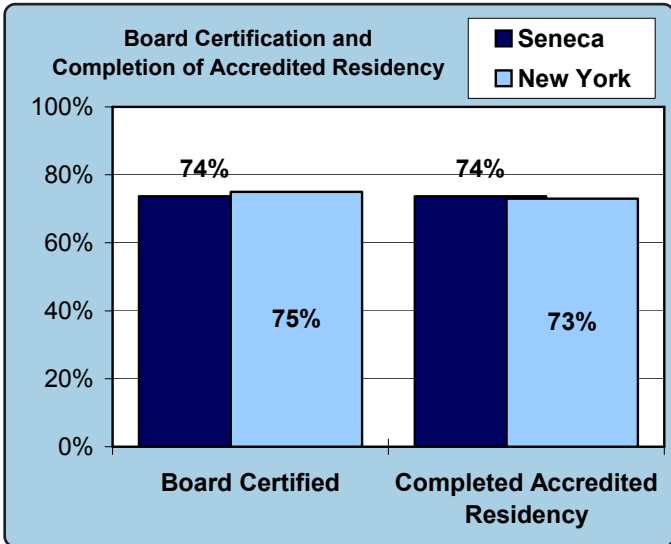 Board Certification and
Completion of Accredited Residency
Seneca
New York
100%
80%
60%
40%
20%
0%
74%
75%
74%
73%
Board Certified
Completed Accredited
Residency